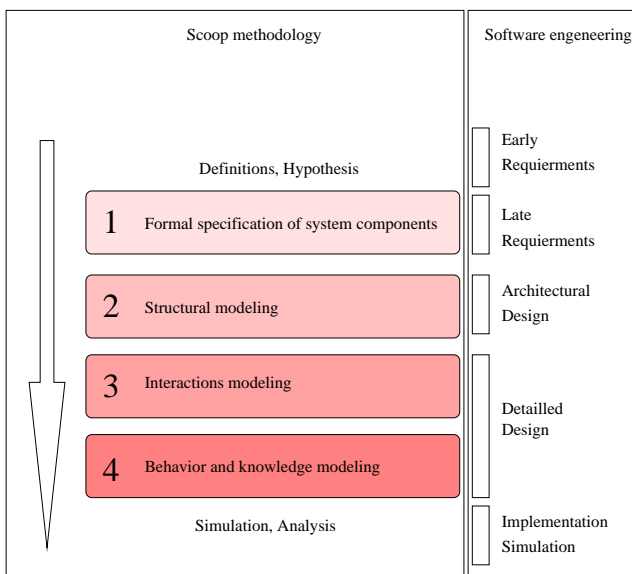 Scoop methodology
Software engeneering
Early
Requierments
Definitions, Hypothesis
1 Formal specification of system components
Late
Requierments
2 Structural modeling
Architectural
Design
3 Interactions modeling
Detailled
Design
4 Behavior and knowledge modeling
Simulation, Analysis
Implementation
Simulation